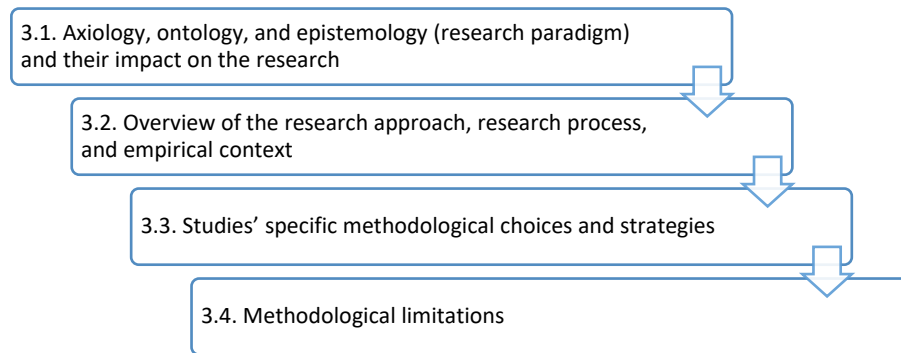 3.1. Axiology, ontology, and epistemology (research paradigm)
and their impact on the research
3.2. Overview of the research approach, research process,
and empirical context
3.3. Studies’ specific methodological choices and strategies
3.4. Methodological limitations